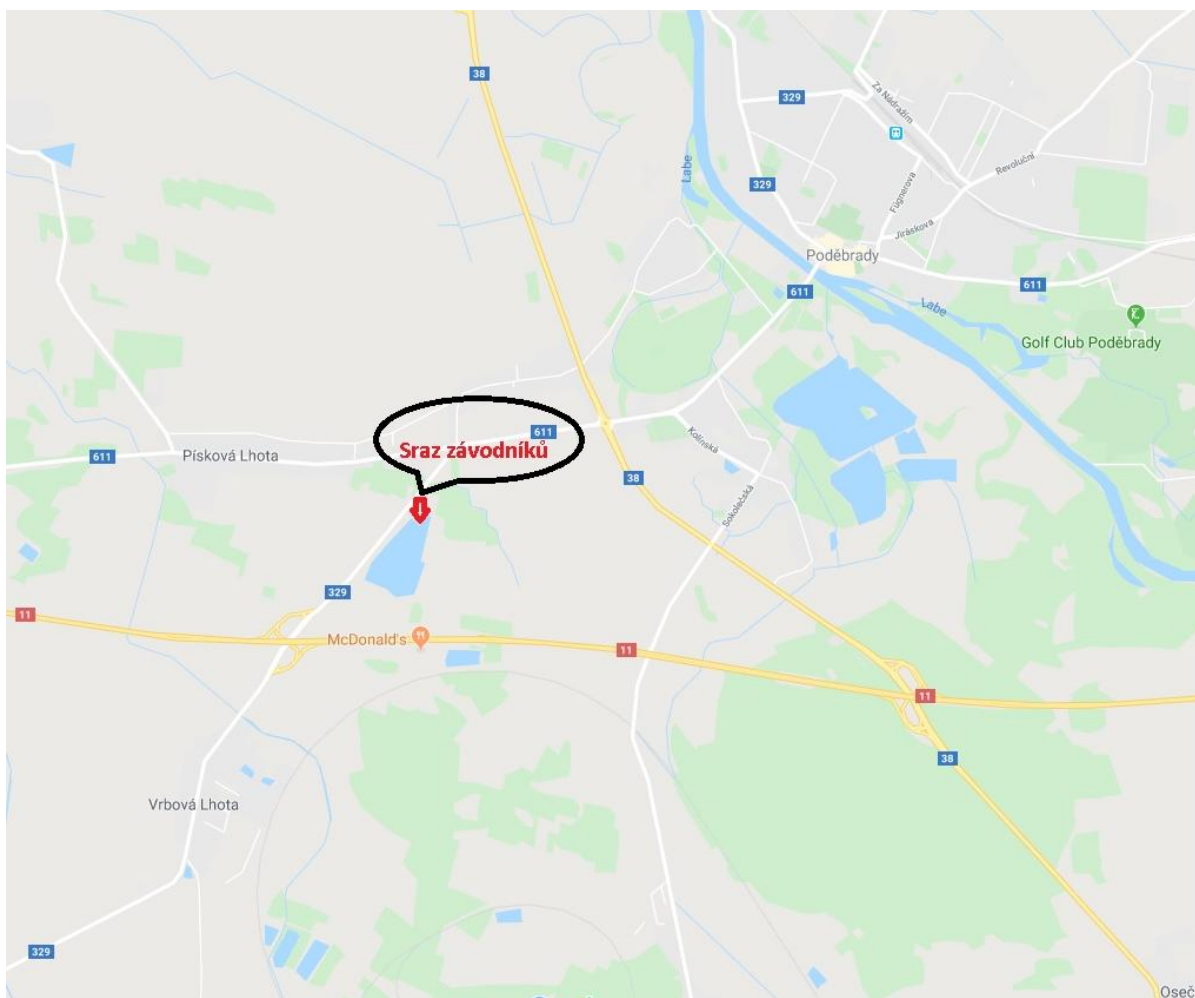 38
329
Za Nádražím
Labe
Revoluční
329
Fügnerova
Jiráskova
Poděbrady
611
611
Labe
Golf Club Poděbrady
611
Sraz závodníků
Kolínská
Písková Lhota
611
38
Sokolečská
329
11
McDonald's
11
11
38
Vrbová Lhota
329
Oseč